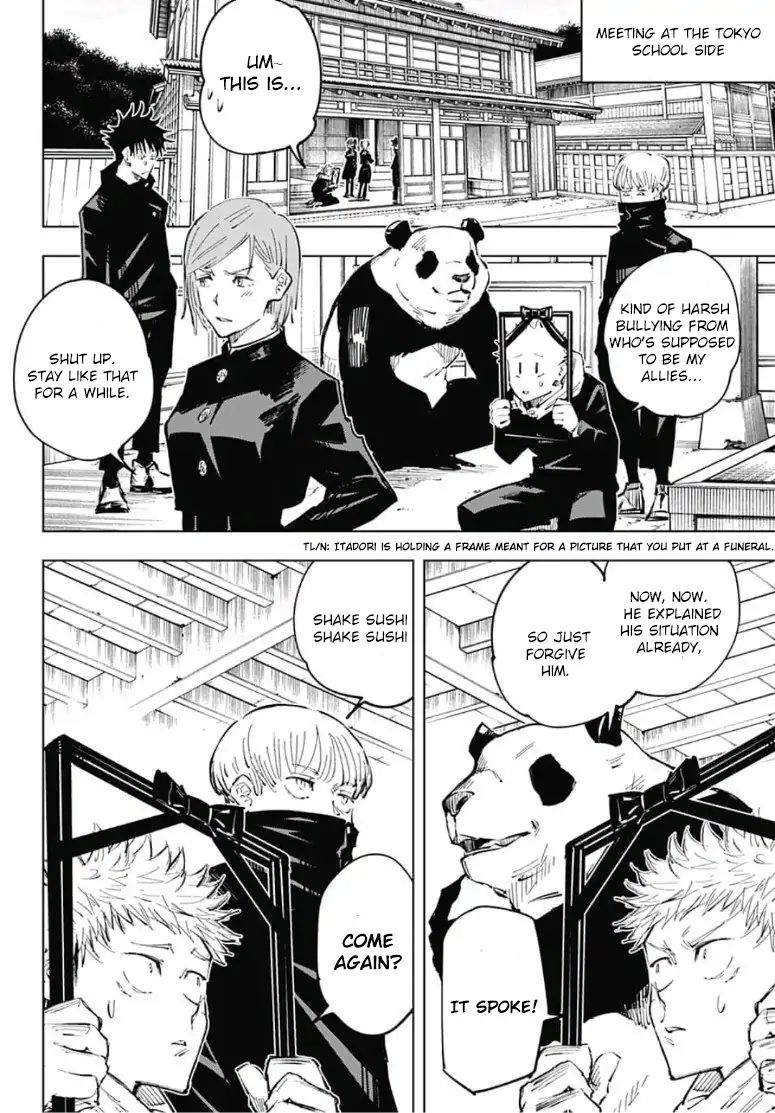 MEETING AT THE TOKYO
SCHOOL SIDE
UM~
THIS IS...
KIND OF HARSH
BULLYING FROM
WHO'S SUPPOSED
TO BE MY
ALLIES...
SHUT UP.
STAY LIKE THAT
FOR A WHILE.
TL/N: ITADORI IS HOLDING A FRAME MEANT FOR A PICTURE THAT YOU PUT AT A FUNERAL.
NOW, NOW.
HE EXPLAINED
HIS SITUATION
ALREADY,
SO JUST
FORGIVE
HIM.
IT SPOKE!
SHAKE SUSHI
SHAKE SUSHI
COME
AGAIN?